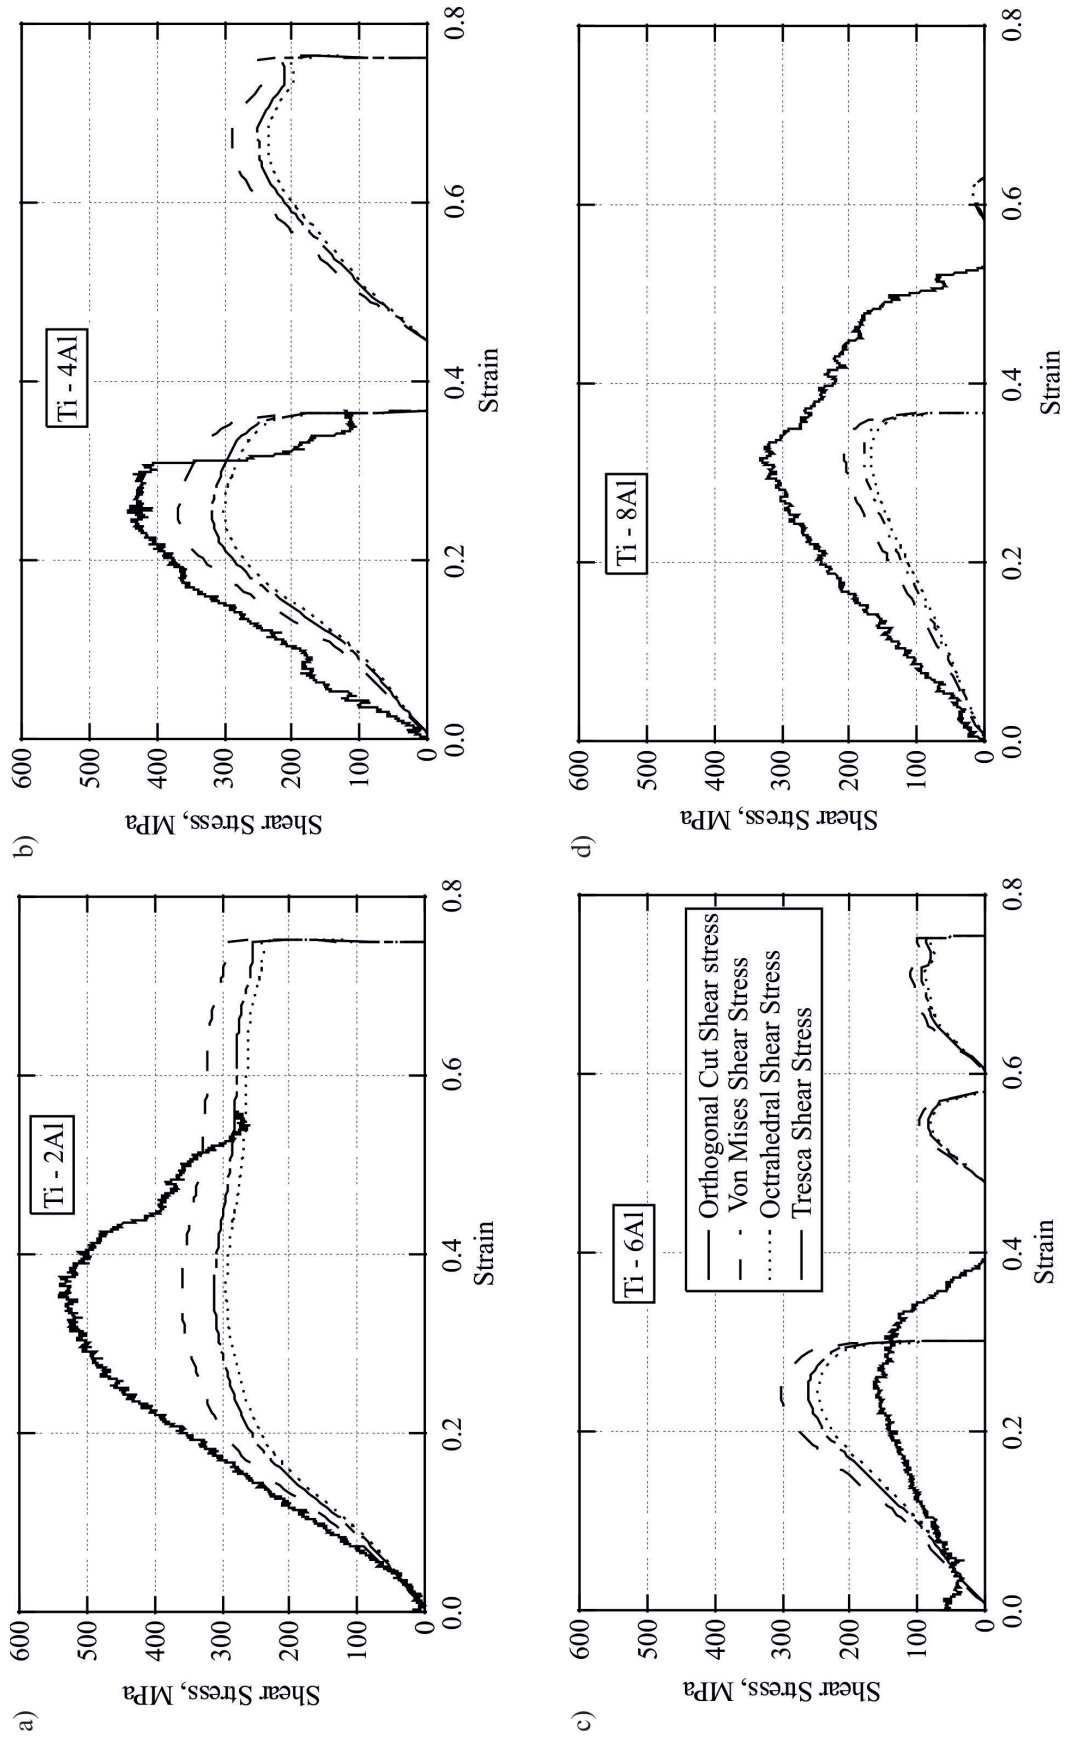 a)
Ti - 2Al
Shear Stress, MPa
600
500
400
300
200
100
0
0.0
0.2
0.4
0.6
0.8
Strain
b)
Ti - 4Al
Shear Stress, MPa
600
500
400
300
200
100
0
0.0
0.2
0.4
0.6
0.8
Strain
c)
Ti - 6Al
Orthogonal Cut Shear stress
Von Mises Shear Stress
Octrahedral Shear Stress
Tresca Shear Stress
Shear Stress, MPa
600
500
400
300
200
100
0
0.0
0.2
0.4
0.6
0.8
Strain
d)
Ti - 8Al
Shear Stress, MPa
600
500
400
300
200
100
0
0.0
0.2
0.4
0.6
0.8
Strain